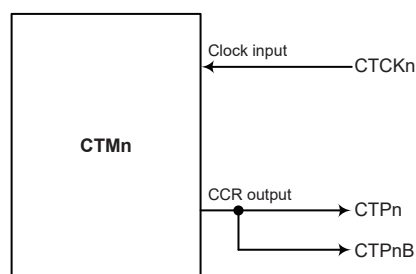 Clock input
CTCKn
CTMn
CCR output
CTPn
CTPnB